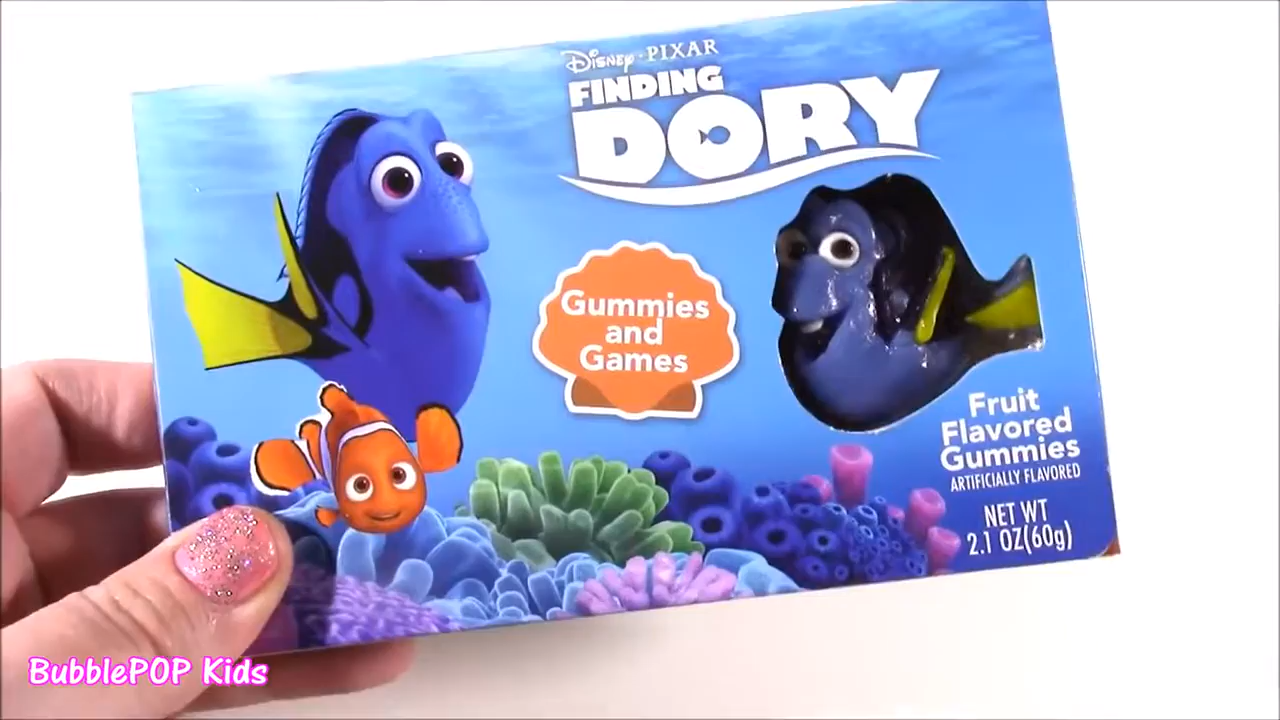 Disney · PIXAR
FINDING
DORY
Gummies
and
Games
Fruit
Flavored
Gummies
ARTIFICIALLY FLAVORED
NET WT
2.1 OZ(60g)
BubblePOP Kids